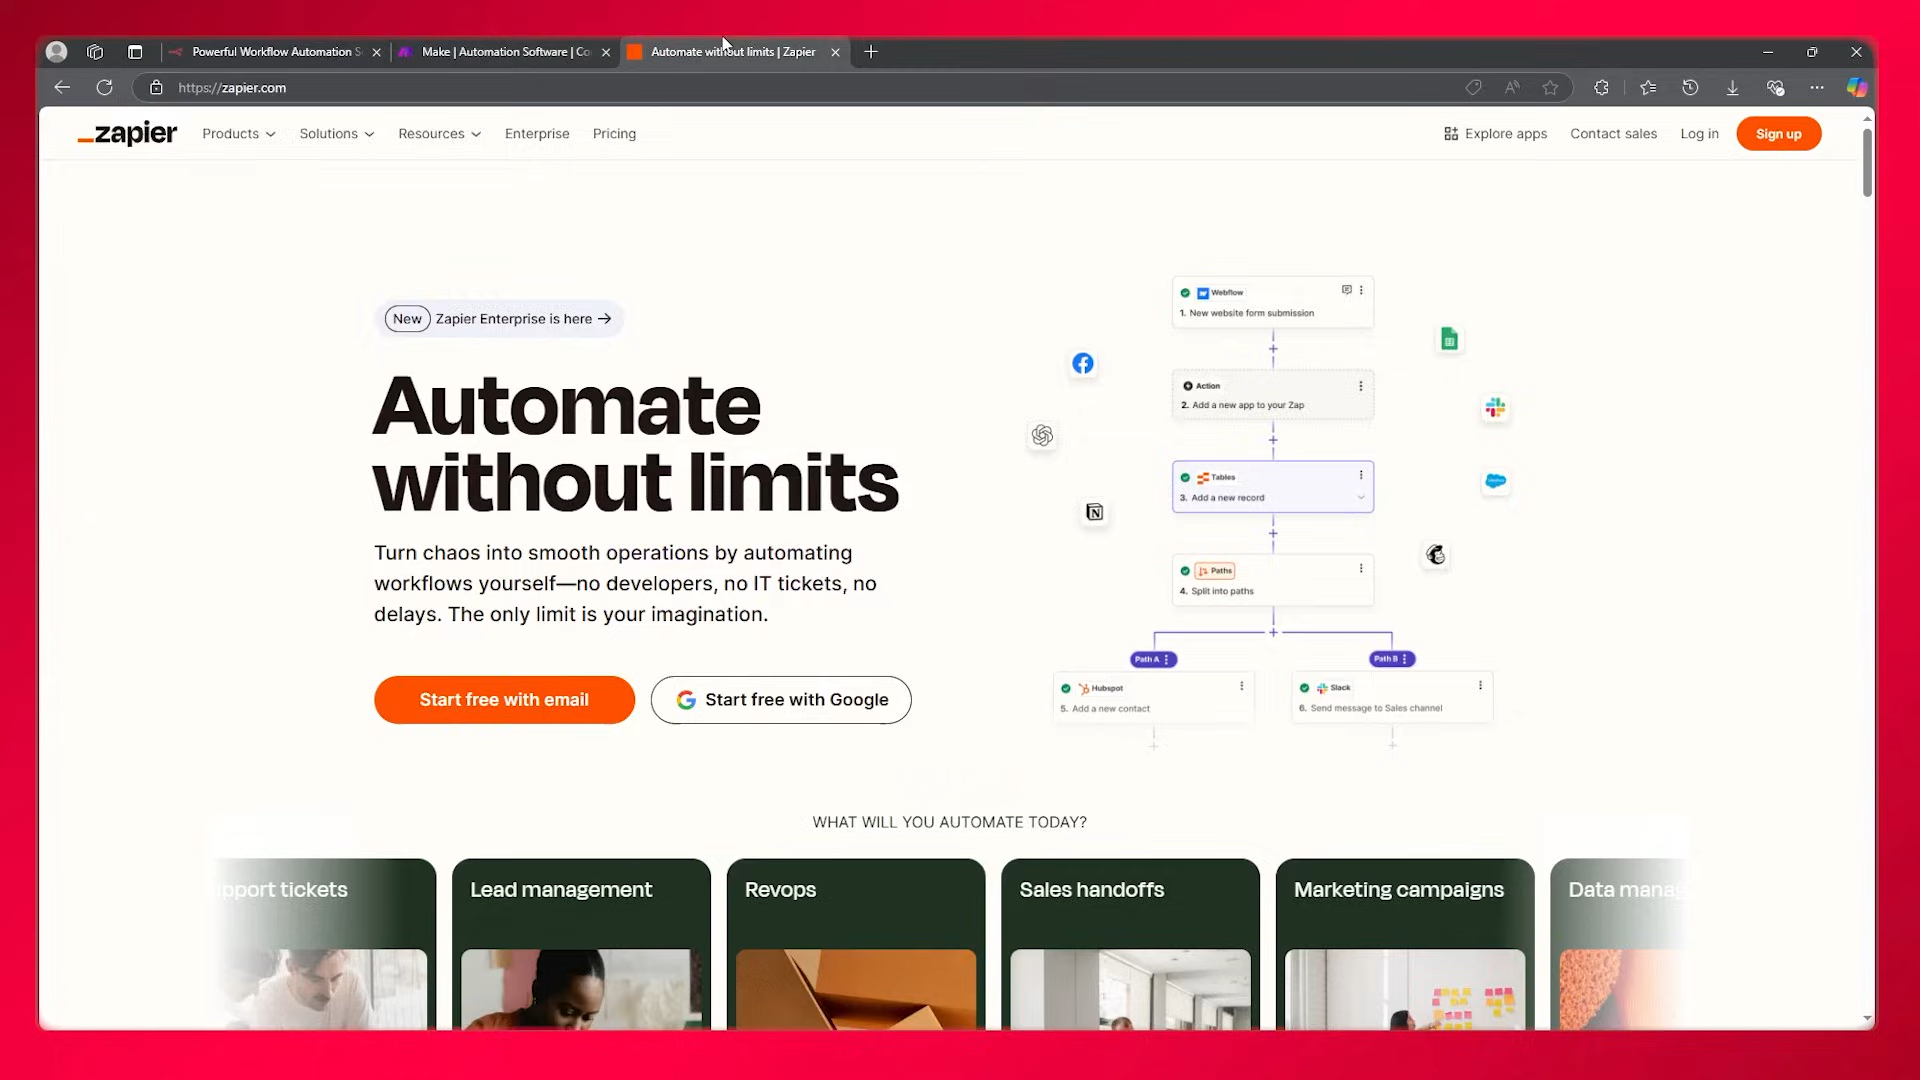 Powerful Workflow Automation S
Make | Automation Software | Co
Automate without limits | Zapier
https://zapier.com
zapier
Products
Solutions
Resources
Enterprise
Pricing
Explore apps
Contact sales
Log in
Sign up
New
Zapier Enterprise is here →
Automate
without limits
Turn chaos into smooth operations by automating
workflows yourself—no developers, no IT tickets, no
delays. The only limit is your imagination.
Start free with email
Start free with Google
Webflow
1. New website form submission
Action
2. Add a new app to your Zap
Tables
3. Add a new record
Paths
4. Split into paths
Path A
Path B
Hubspot
5. Add a new contact
Slack
6. Send message to Sales channel
WHAT WILL YOU AUTOMATE TODAY?
pport tickets
Lead management
Revops
Sales handoffs
Marketing campaigns
Data manag